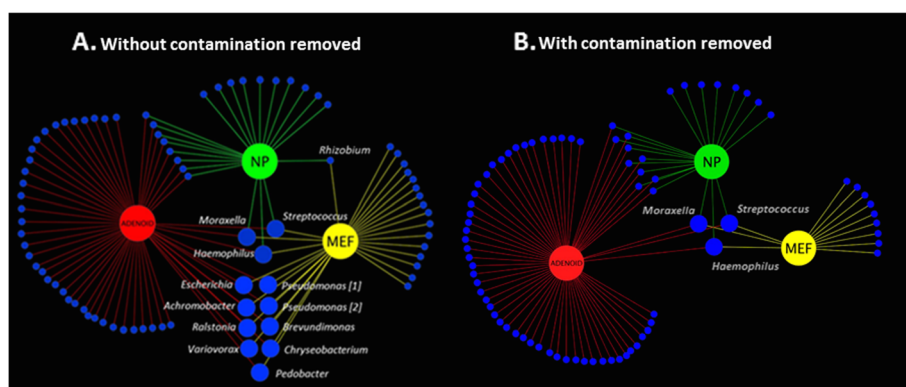 A. Without contamination removed
B. With contamination removed
NP
Rhizobium
Moraxella
Streptococcus
ADENOID
MEF
Haemophilus
Escherichia
Pseudomonas [1]
Achromobacter
Pseudomonas [2]
Ralstonia
Brevundimonas
Variovorax
Chryseobacterium
Pedobacter
NP
Moraxella
Streptococcus
MEF
ADENOID
Haemophilus